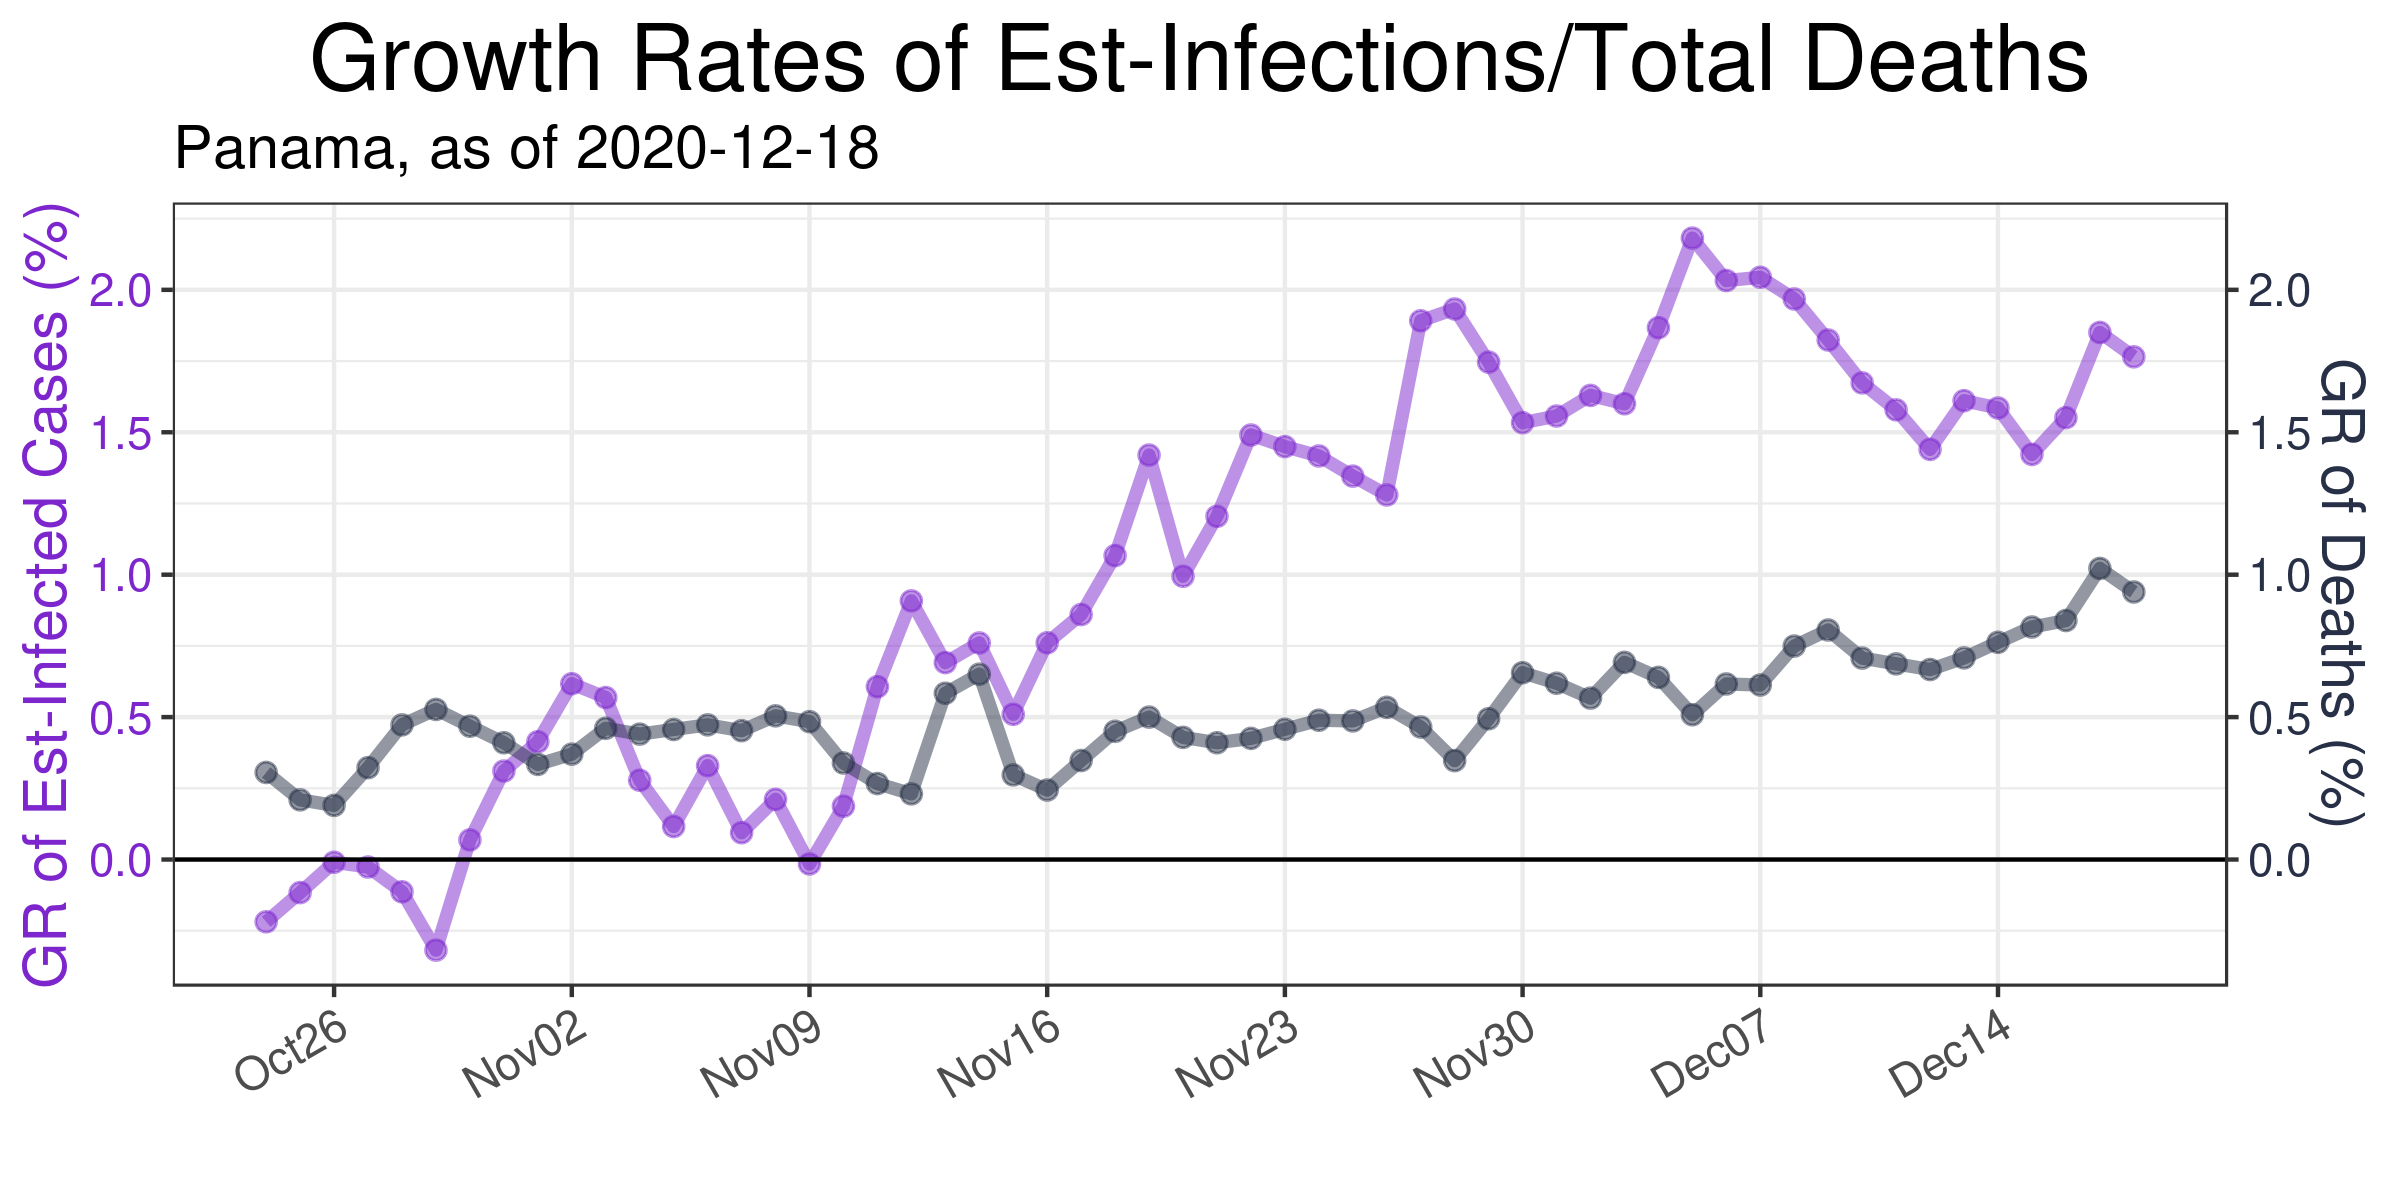 Growth Rates of Est-Infections/Total Deaths
Panama, as of 2020-12-18
GR of Est-Infected Cases (%)
2.0
1.5
1.0
0.5
0.0
2.0
1.5
1.0
0.5
0.0
GR of Deaths (%)
Oct26
Nov02
Nov09
Nov16
Nov23
Nov30
Dec07
Dec14